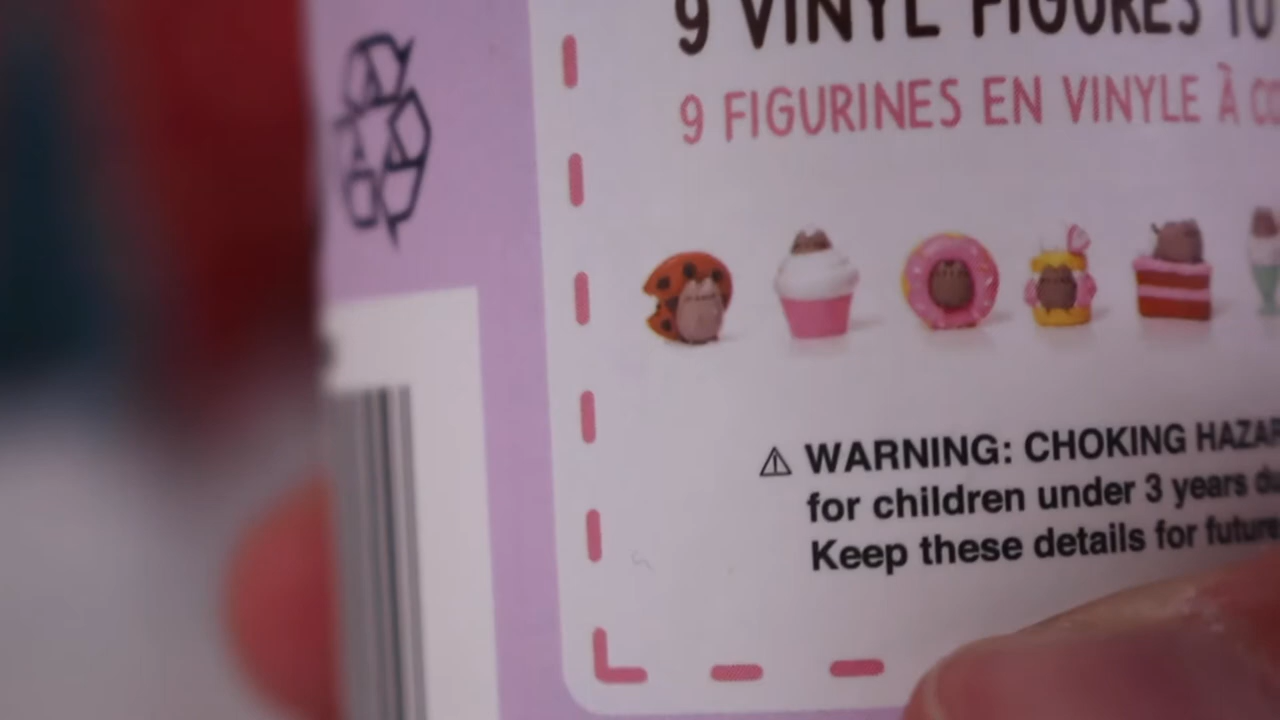 9 VINYL FIGURES TO
9 FIGURINES EN VINYLE À
WARNING: CHOKING
for children under 3 years
Keep these details for future